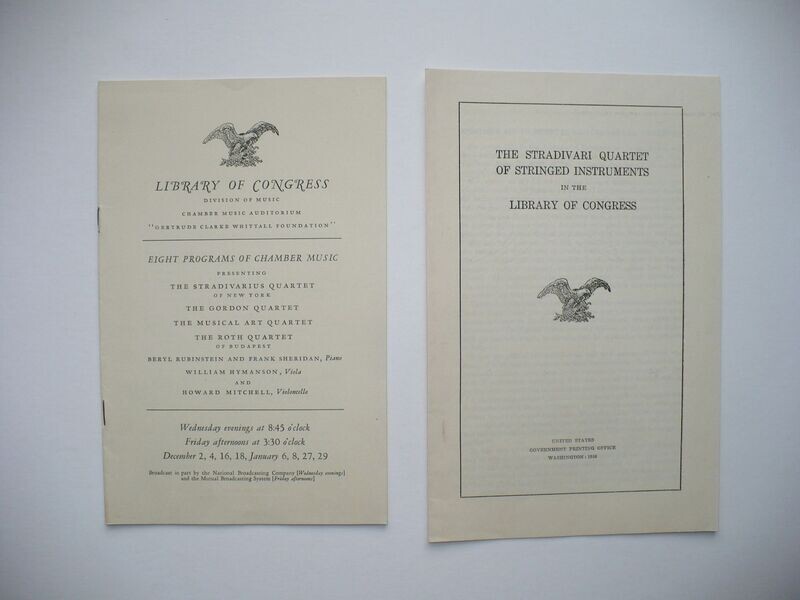 LIBRARY OF CONGRESS
DIVISION OF MUSIC
CHAMBER MUSIC AUDITORIUM
"GERTRUDE CLARKE WHITTALL FOUNDATION"
EIGHT PROGRAMS OF CHAMBER MUSIC
PRESENTING
THE STRADIVARIUS QUARTET
OF NEW YORK
THE GORDON QUARTET
THE MUSICAL ART QUARTET
THE ROTH QUARTET
OF BUDAPEST
BERYL RUBINSTEIN AND FRANK SHERIDAN, Piano
WILLIAM HYMANSON, Viola
AND
HOWARD MITCHELL, Violoncello
Wednesday evenings at 8:45 o'clock
Friday afternoons at 3:30 o'clock
December 2, 4, 16, 18, January 6, 8, 27, 29
Broadcast in part by the National Broadcasting Company [Wednesday evenings]
and the Mutual Broadcasting System [Friday afternoons]
THE STRADIVARI QUARTET
OF STRINGED INSTRUMENTS
IN THE
LIBRARY OF CONGRESS
UNITED STATES
GOVERNMENT PRINTING OFFICE
WASHINGTON :